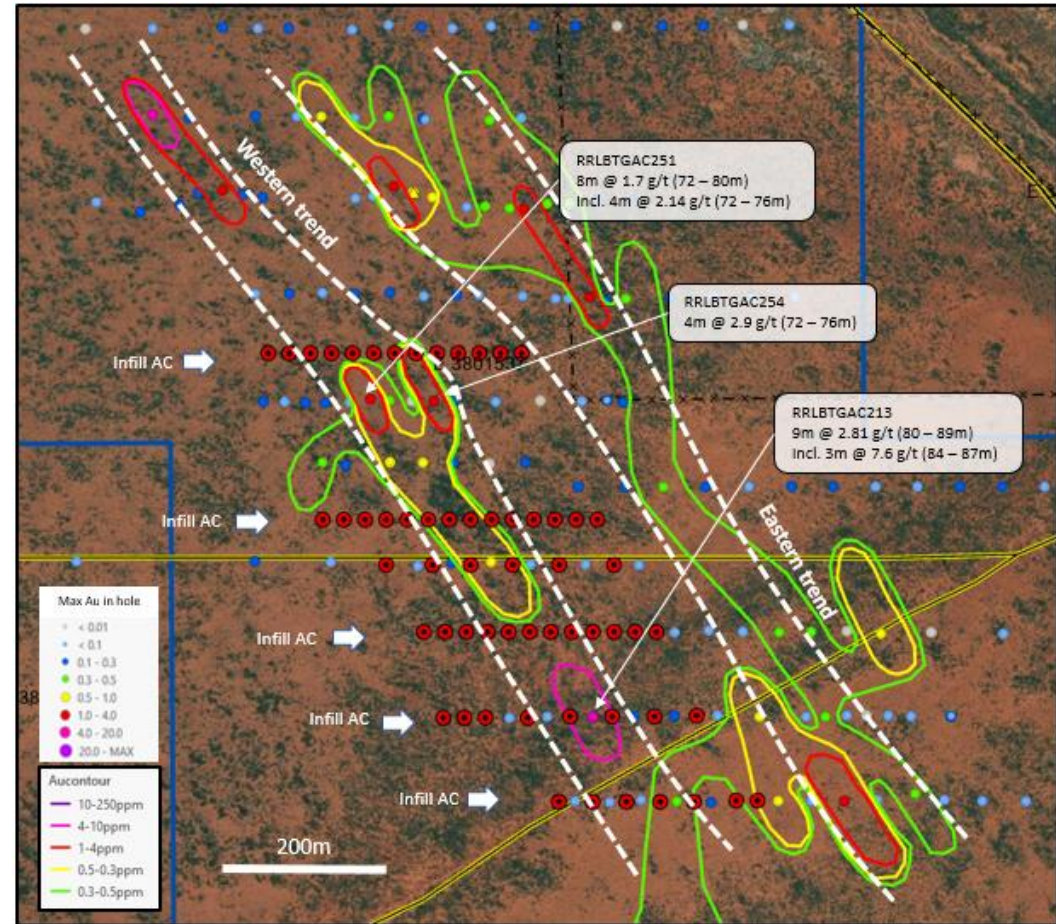 Western trend
RRLBTGAC251
8m @ 1.7 g/t (72 – 80m)
Incl. 4m @ 2.14 g/t (72 – 76m)
RRLBTGAC254
4m @ 2.9 g/t (72 – 76m)
Infill AC
RRLBTGAC213
9m @ 2.81 g/t (80 – 89m)
Incl. 3m @ 7.6 g/t (84 – 87m)
Infill AC
Eastern trend
Infill AC
Infill AC
Infill AC
200m
Max Au in hole
< 0.01
< 0.1
0.1 - 0.3
0.3 - 0.5
0.5 - 1.0
1.0 - 4.0
4.0 - 20.0
20.0 - MAX
Aucontour
10-250ppm
4-10ppm
1-4ppm
0.5-0.3ppm
0.3-0.5ppm